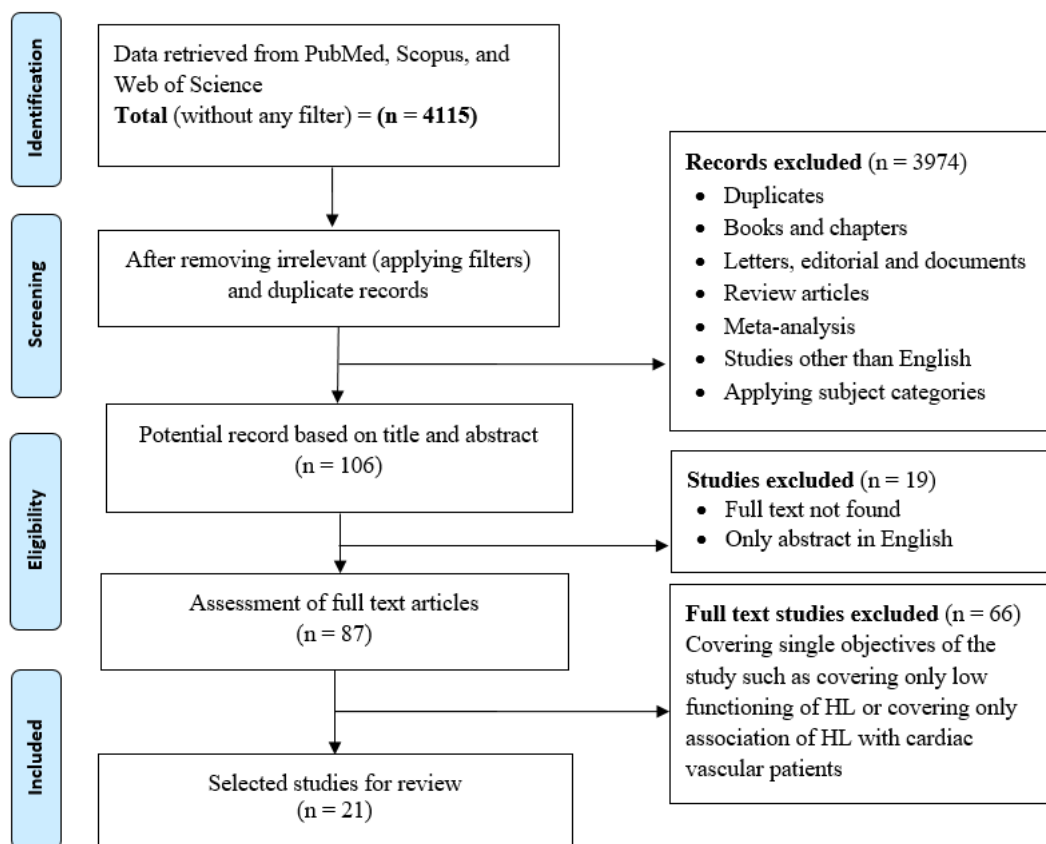 Identification
Data retrieved from PubMed, Scopus, and
Web of Science
Total (without any filter) = (n = 4115)
Records excluded (n = 3974)
• Duplicates
• Books and chapters
• Letters, editorial and documents
• Review articles
• Meta-analysis
• Studies other than English
• Applying subject categories
Screening
After removing irrelevant (applying filters)
and duplicate records
Potential record based on title and abstract
(n = 106)
Eligibility
Studies excluded (n = 19)
• Full text not found
• Only abstract in English
Assessment of full text articles
(n = 87)
Full text studies excluded (n = 66)
Covering single objectives of the
study such as covering only low
functioning of HL or covering only
association of HL with cardiac
vascular patients
Included
Selected studies for review
(n = 21)